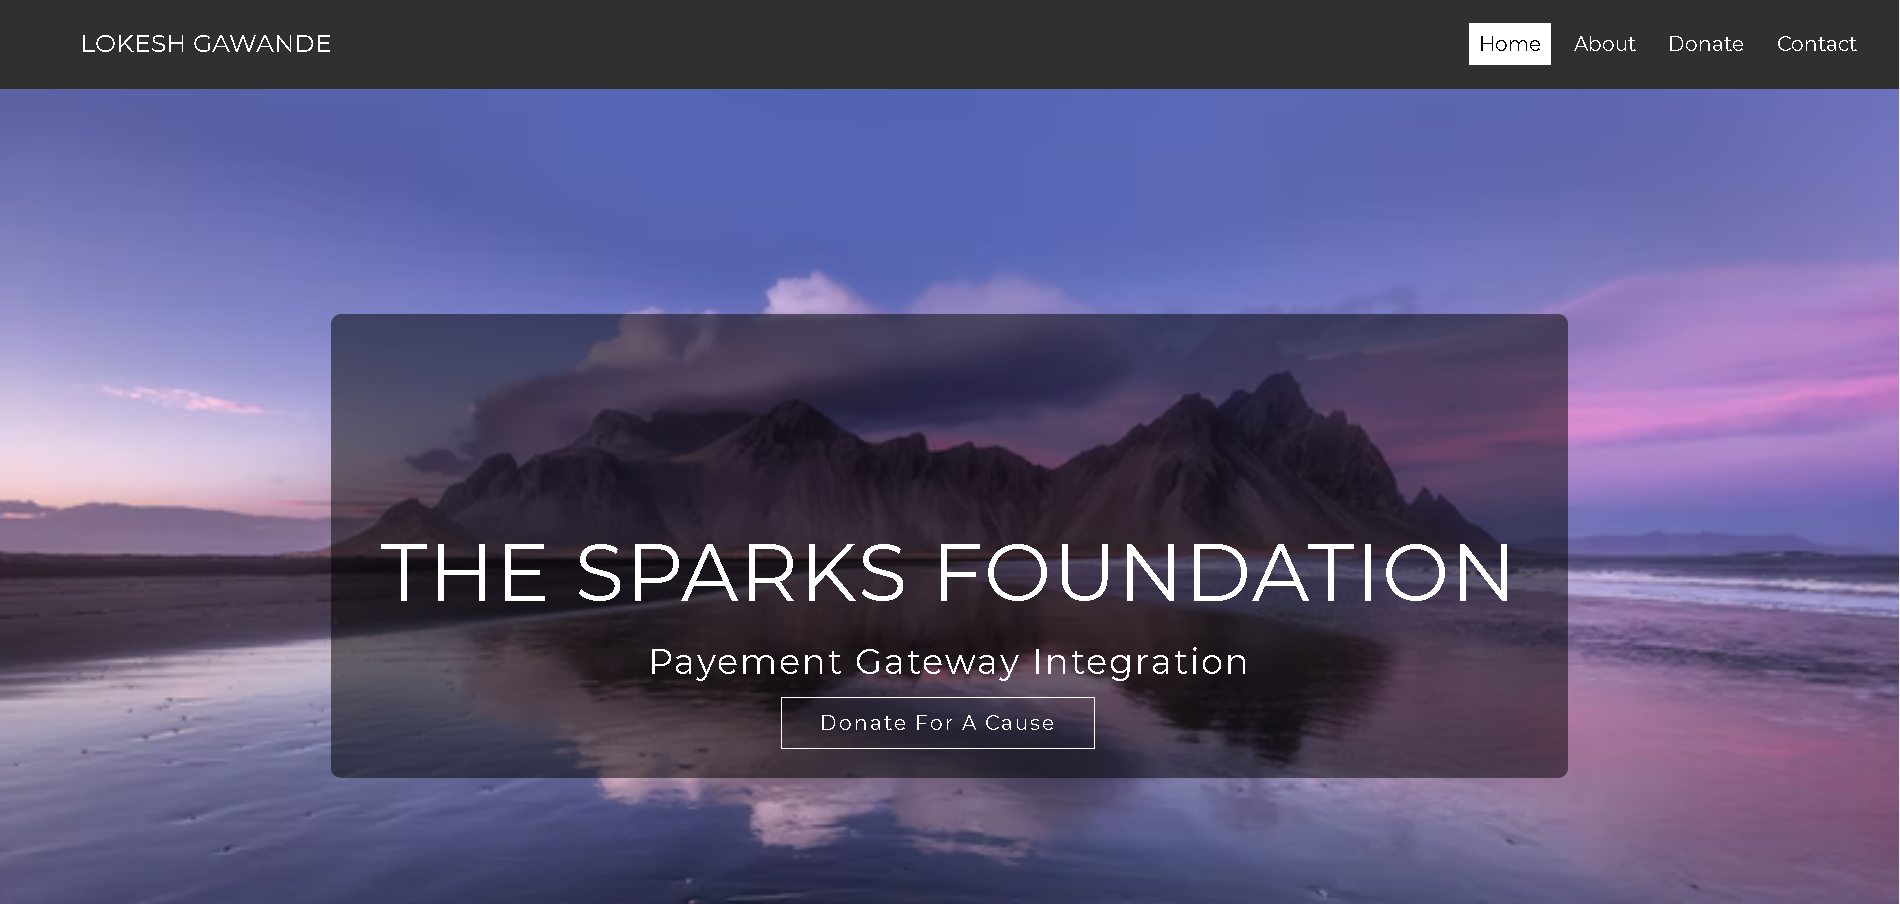 LOKESH GAWANDE
Home About Donate Contact
THE SPARKS FOUNDATION
Payement Gateway Integration
Donate For A Cause